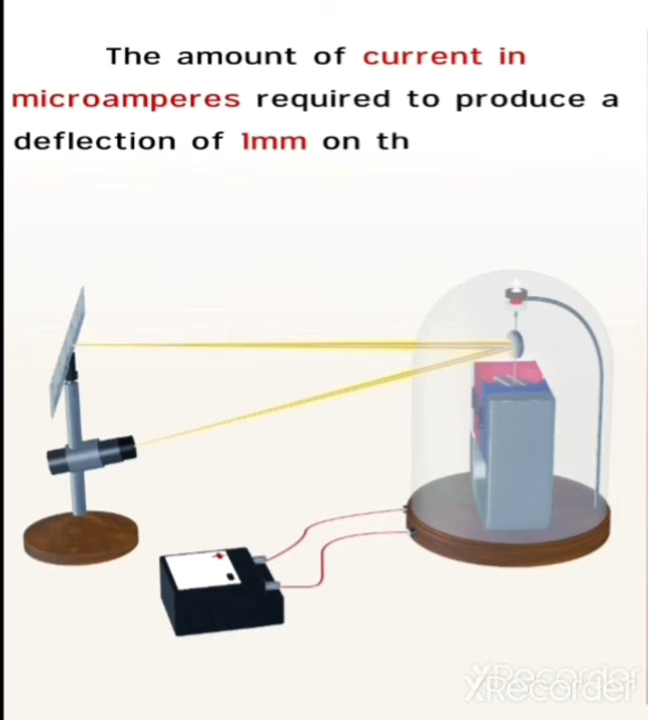 The amount of current in
microamperes required to produce a
deflection of 1mm on th
XRecorder